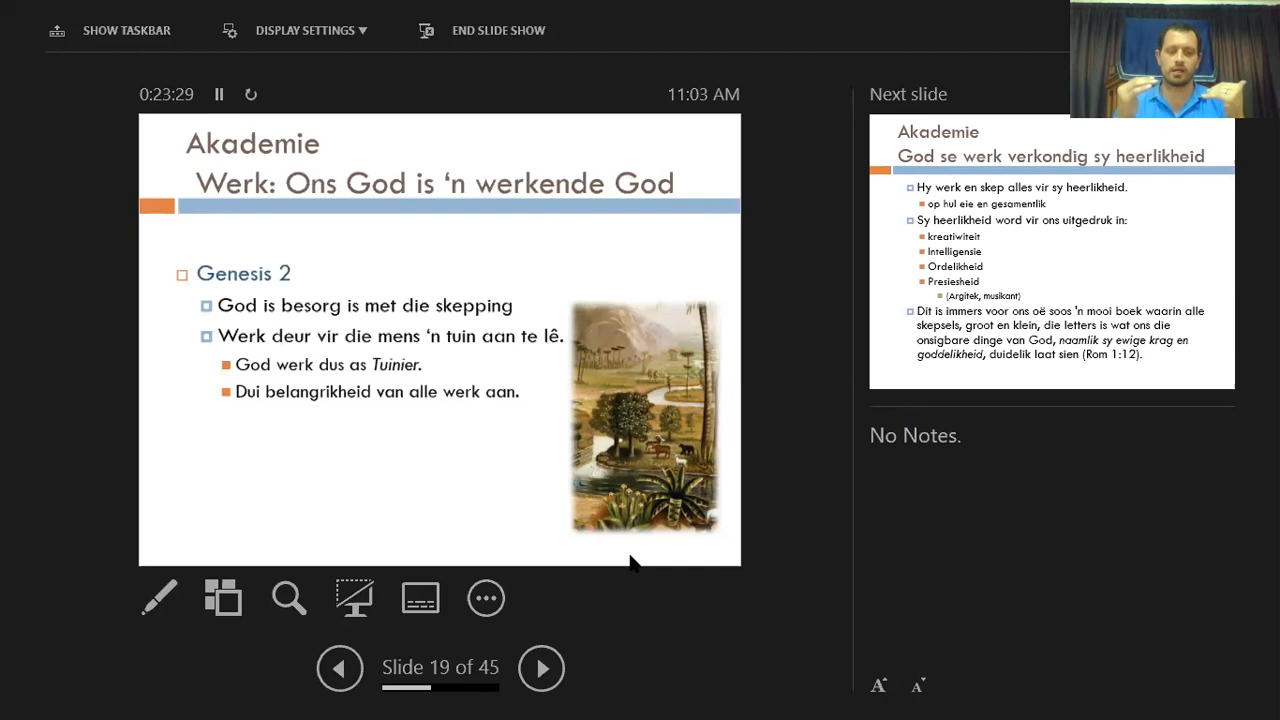 SHOW TASKBAR
DISPLAY SETTINGS ▼
END SLIDE SHOW
0:23:29
11:03 AM
Akademie
Werk: Ons God is ‘n werkende God
Genesis 2
God is besorg is met die skepping
Werk deur vir die mens ‘n tuin aan te lê.
God werk dus as Tuinier.
Dui belangrikheid van alle werk aan.
Slide 19 of 45
Next slide
Akademie
God se werk verkondig sy heerlikheid
Hy werk en skep alles vir sy heerlikheid.
op hul eie en gesamentlik
Sy heerlikheid word vir ons uitgedruk in:
kreatiwiteit
Intelligensie
Ordelikheid
Presiesheid
(Argitek, musikant)
Dit is immers voor ons oë soos 'n mooi boek waarin alle
skepsels, groot en klein, die letters is wat ons die
onsigbare dinge van God, naamlik sy ewige krag en
goddelikheid, duidelik laat sien (Rom 1:12).
No Notes.
A A